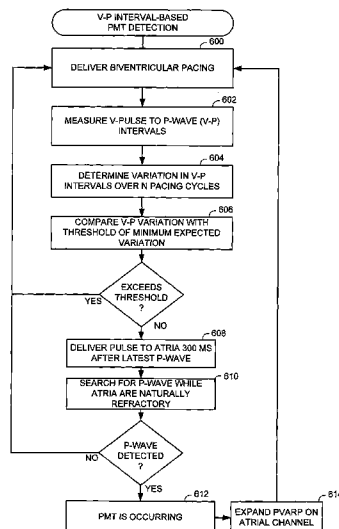 V-P INTERVAL-BASED
PMT DETECTION
600
DELIVER BIVENTRICULAR PACING
602
MEASURE V-PULSE TO P-WAVE (V-P)
INTERVALS
604
DETERMINE VARIATION IN V-P
INTERVALS OVER N PACING CYCLES
606
COMPARE V-P VARIATION WITH
THRESHOLD OF MINIMUM EXPECTED
VARIATION
EXCEEDS
THRESHOLD
?
YES
NO
608
DELIVER PULSE TO ATRIA 300 MS
AFTER LATEST P-WAVE
610
SEARCH FOR P-WAVE WHILE
ATRIA ARE NATURALLY
REFRACTORY
P-WAVE
DETECTED
?
NO
YES
612
PMT IS OCCURRING
614
EXPAND PVARP ON
ATRIAL CHANNEL